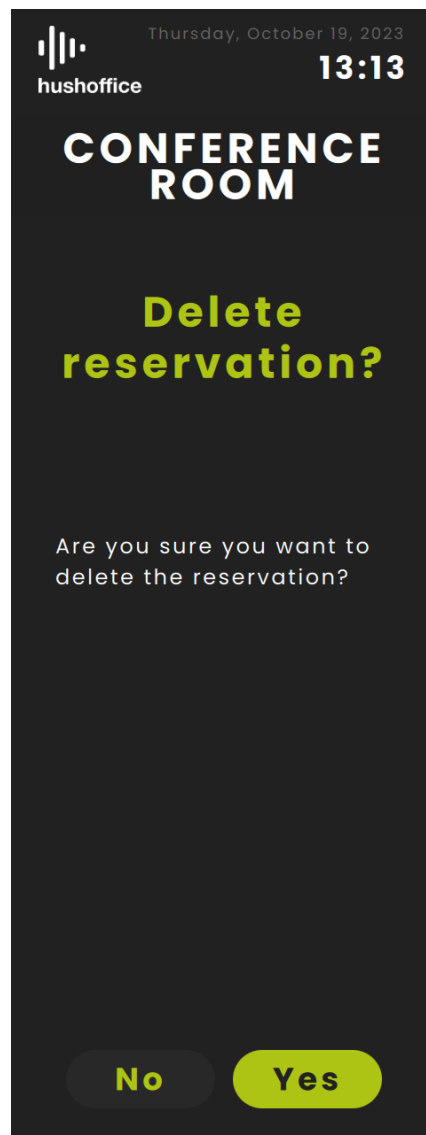 Thursday, October 19, 2023
13:13
hushoffice
CONFERENCE
ROOM
Delete
reservation?
Are you sure you want to
delete the reservation?
No
Yes